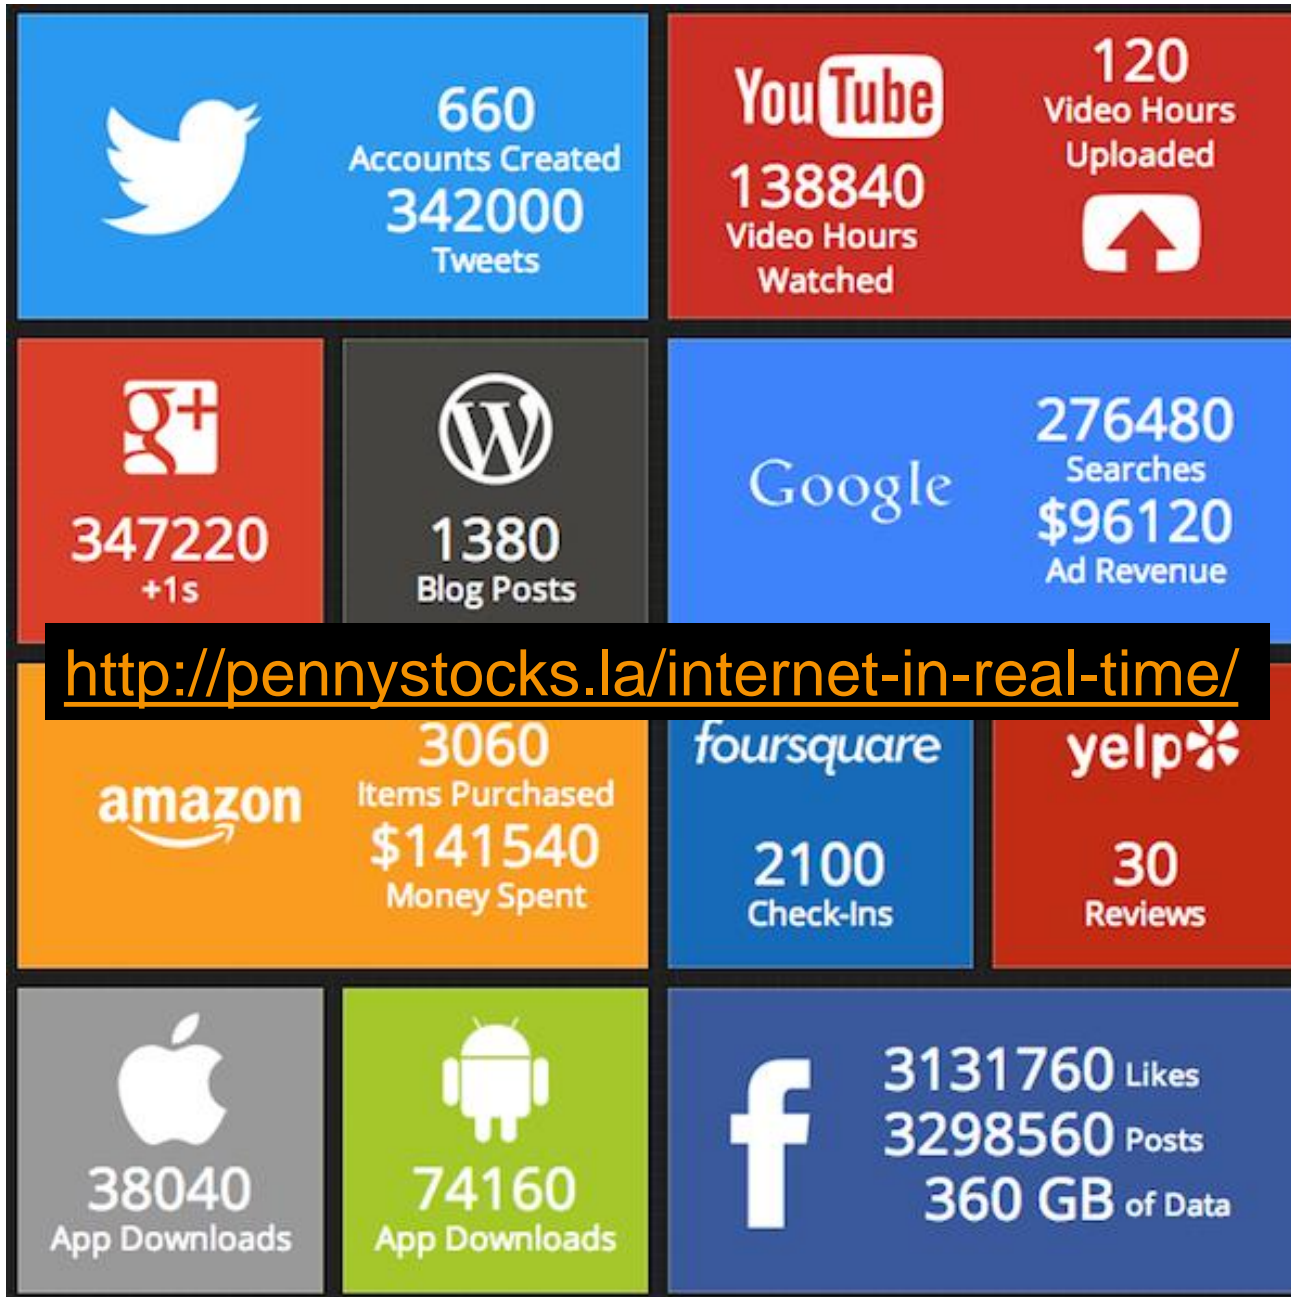 660
Accounts Created
342000
Tweets
YouTube
138840
Video Hours
Watched
120
Video Hours
Uploaded
g+
347220
+1s
W
1380
Blog Posts
Google
276480
Searches
$96120
Ad Revenue
http://pennystocks.la/internet-in-real-time/
amazon
3060
Items Purchased
$141540
Money Spent
foursquare
2100
Check-Ins
yelp
30
Reviews
38040
App Downloads
74160
App Downloads
f
3131760 Likes
3298560 Posts
360 GB of Data